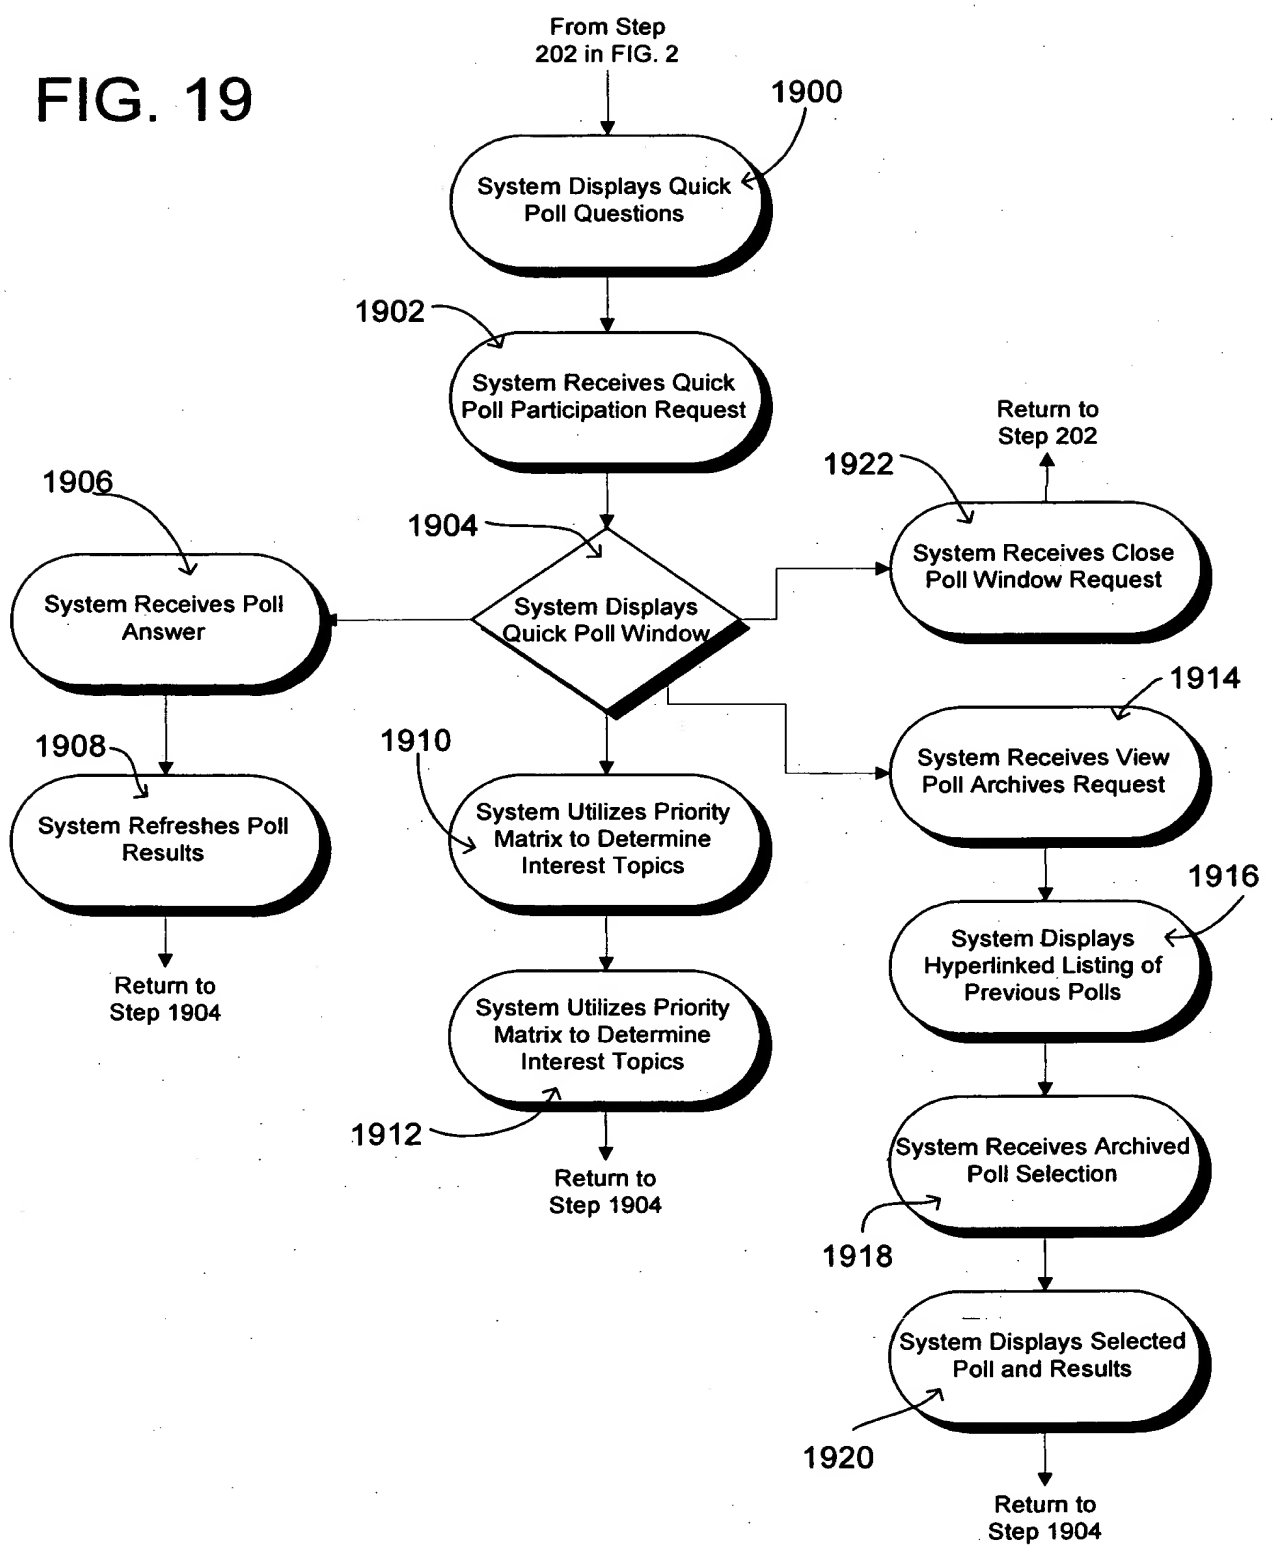 From Step
202 in FIG. 2
FIG. 19
1900
System Displays Quick
Poll Questions
1902
System Receives Quick
Poll Participation Request
Return to
Step 202
1922
System Receives Close
Poll Window Request
1906
System Receives Poll
Answer
1904
System Displays
Quick Poll Window
1914
System Receives View
Poll Archives Request
1908
System Refreshes Poll
Results
Return to
Step 1904
1910
System Utilizes Priority
Matrix to Determine
Interest Topics
1916
System Displays
Hyperlinked Listing of
Previous Polls
System Utilizes Priority
Matrix to Determine
Interest Topics
1912
Return to
Step 1904
System Receives Archived
Poll Selection
1918
System Displays Selected
Poll and Results
1920
Return to
Step 1904